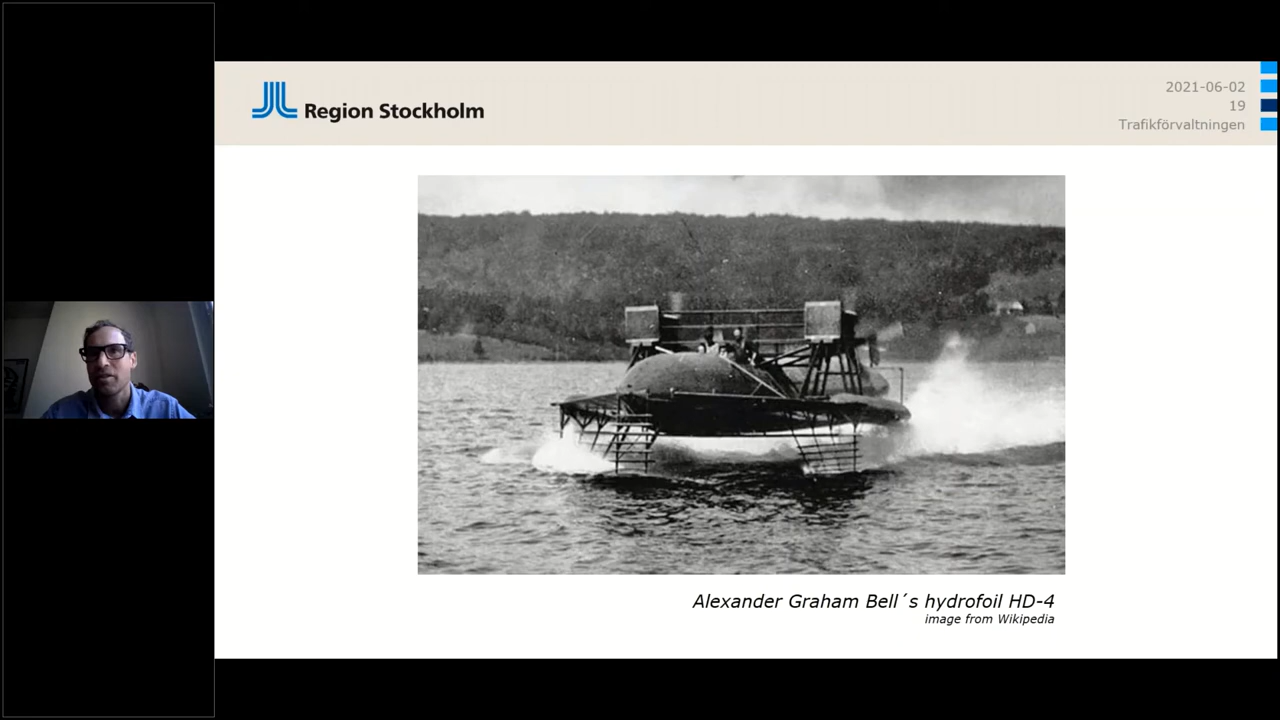 Region Stockholm
2021-06-02
19
Trafikförvaltningen
Alexander Graham Bell´s hydrofoil HD-4
image from Wikipedia